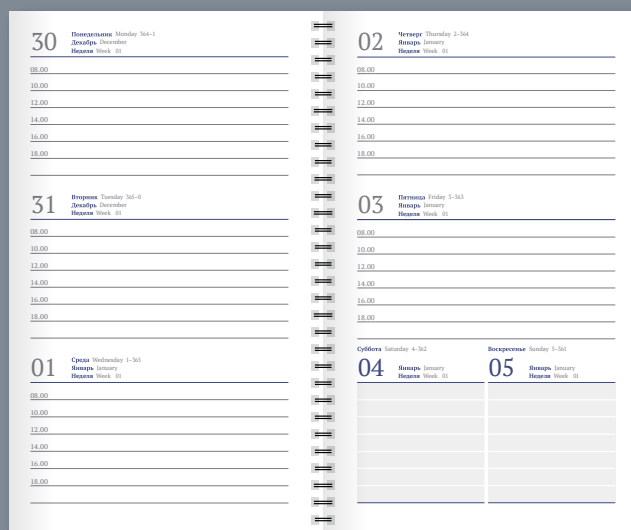 30
Понедельник Monday 364-1
Декабрь December
Неделя Week 01
08.00
10.00
12.00
14.00
16.00
18.00
31
Вторник Tuesday 365-0
Декабрь December
Неделя Week 01
08.00
10.00
12.00
14.00
16.00
18.00
01
Среда Wednesday 1-365
Январь January
Неделя Week 01
08.00
10.00
12.00
14.00
16.00
18.00
02
Четверг Thursday 2-364
Январь January
Неделя Week 01
08.00
10.00
12.00
14.00
16.00
18.00
03
Пятница Friday 3-363
Январь January
Неделя Week 01
08.00
10.00
12.00
14.00
16.00
18.00
Суббота Saturday 4-362
04
Январь January
Неделя Week 01
Воскресенье Sunday 5-361
05
Январь January
Неделя Week 01